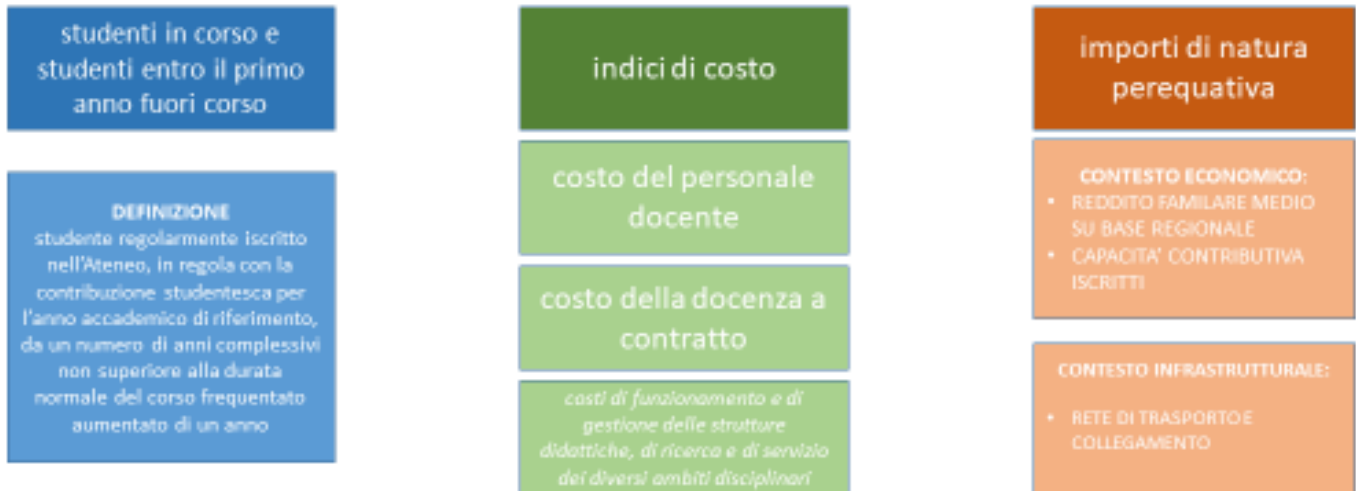 studenti in corso e
studenti entro il primo
anno fuori corso
DEFINIZIONE
studente regolarmente iscritto
nell'Ateneo, in regola con la
contribuzione studentesca per
l'anno accademico di riferimento,
da un numero di anni complessivi
non superiore alla durata
normale del corso frequentato
aumentato di un anno
indici di costo
costo del personale
docente
costo della docenza a
contratto
costi di funzionamento e di
gestione delle strutture
didattiche, di ricerca e di servizio
dei diversi ambiti disciplinari
importi di natura
perequativa
CONTESTO ECONOMICO:
• REDDITO FAMILARE MEDIO
SU BASE REGIONALE
• CAPACITA' CONTRIBUTIVA
ISCRITTI
CONTESTO INFRASTRUTTURALE:
• RETE DI TRASPORTO E
COLLEGAMENTO